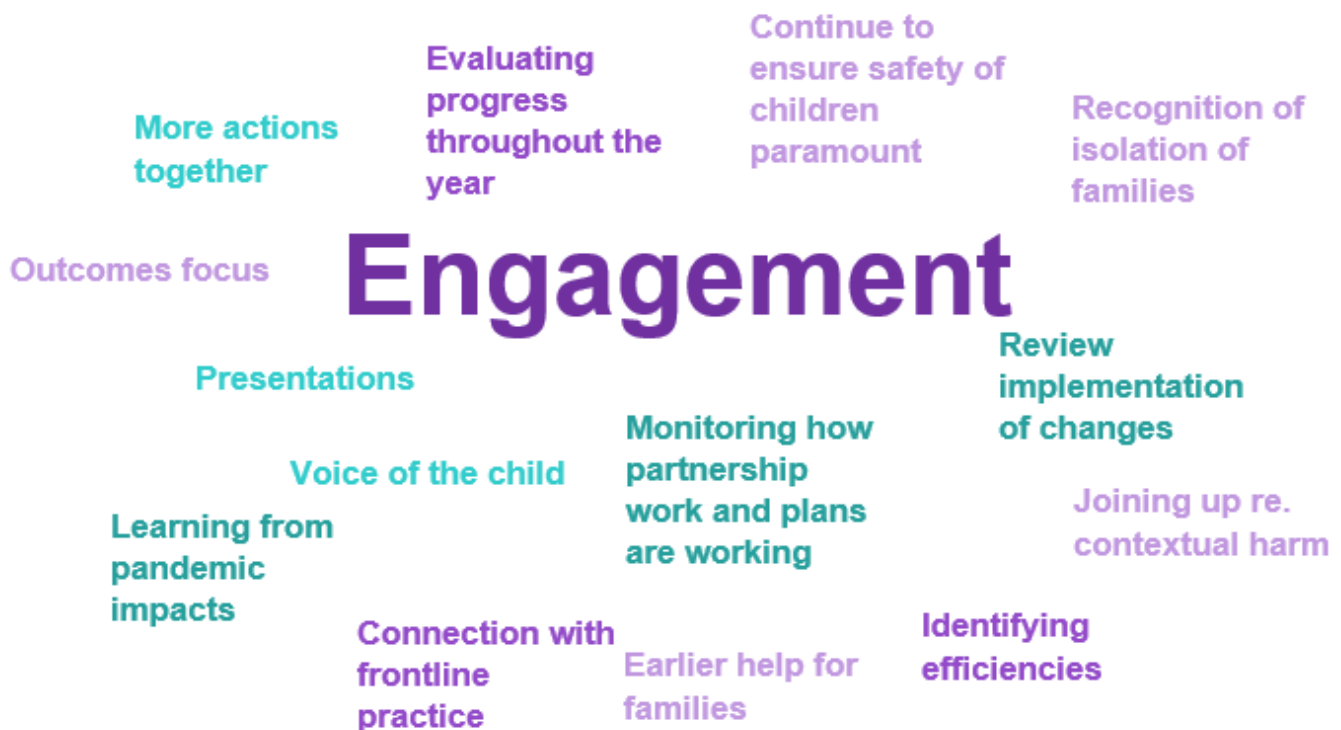 More actions
together
Evaluating
progress
throughout the
year
Continue to
ensure safety of
children
paramount
Recognition of
isolation of
families
Outcomes focus
Engagement
Presentations
Review
implementation
of changes
Voice of the child
Monitoring how
partnership
work and plans
are working
Learning from
pandemic
impacts
Joining up re.
contextual harm
Connection with
frontline
practice
Earlier help for
families
Identifying
efficiencies